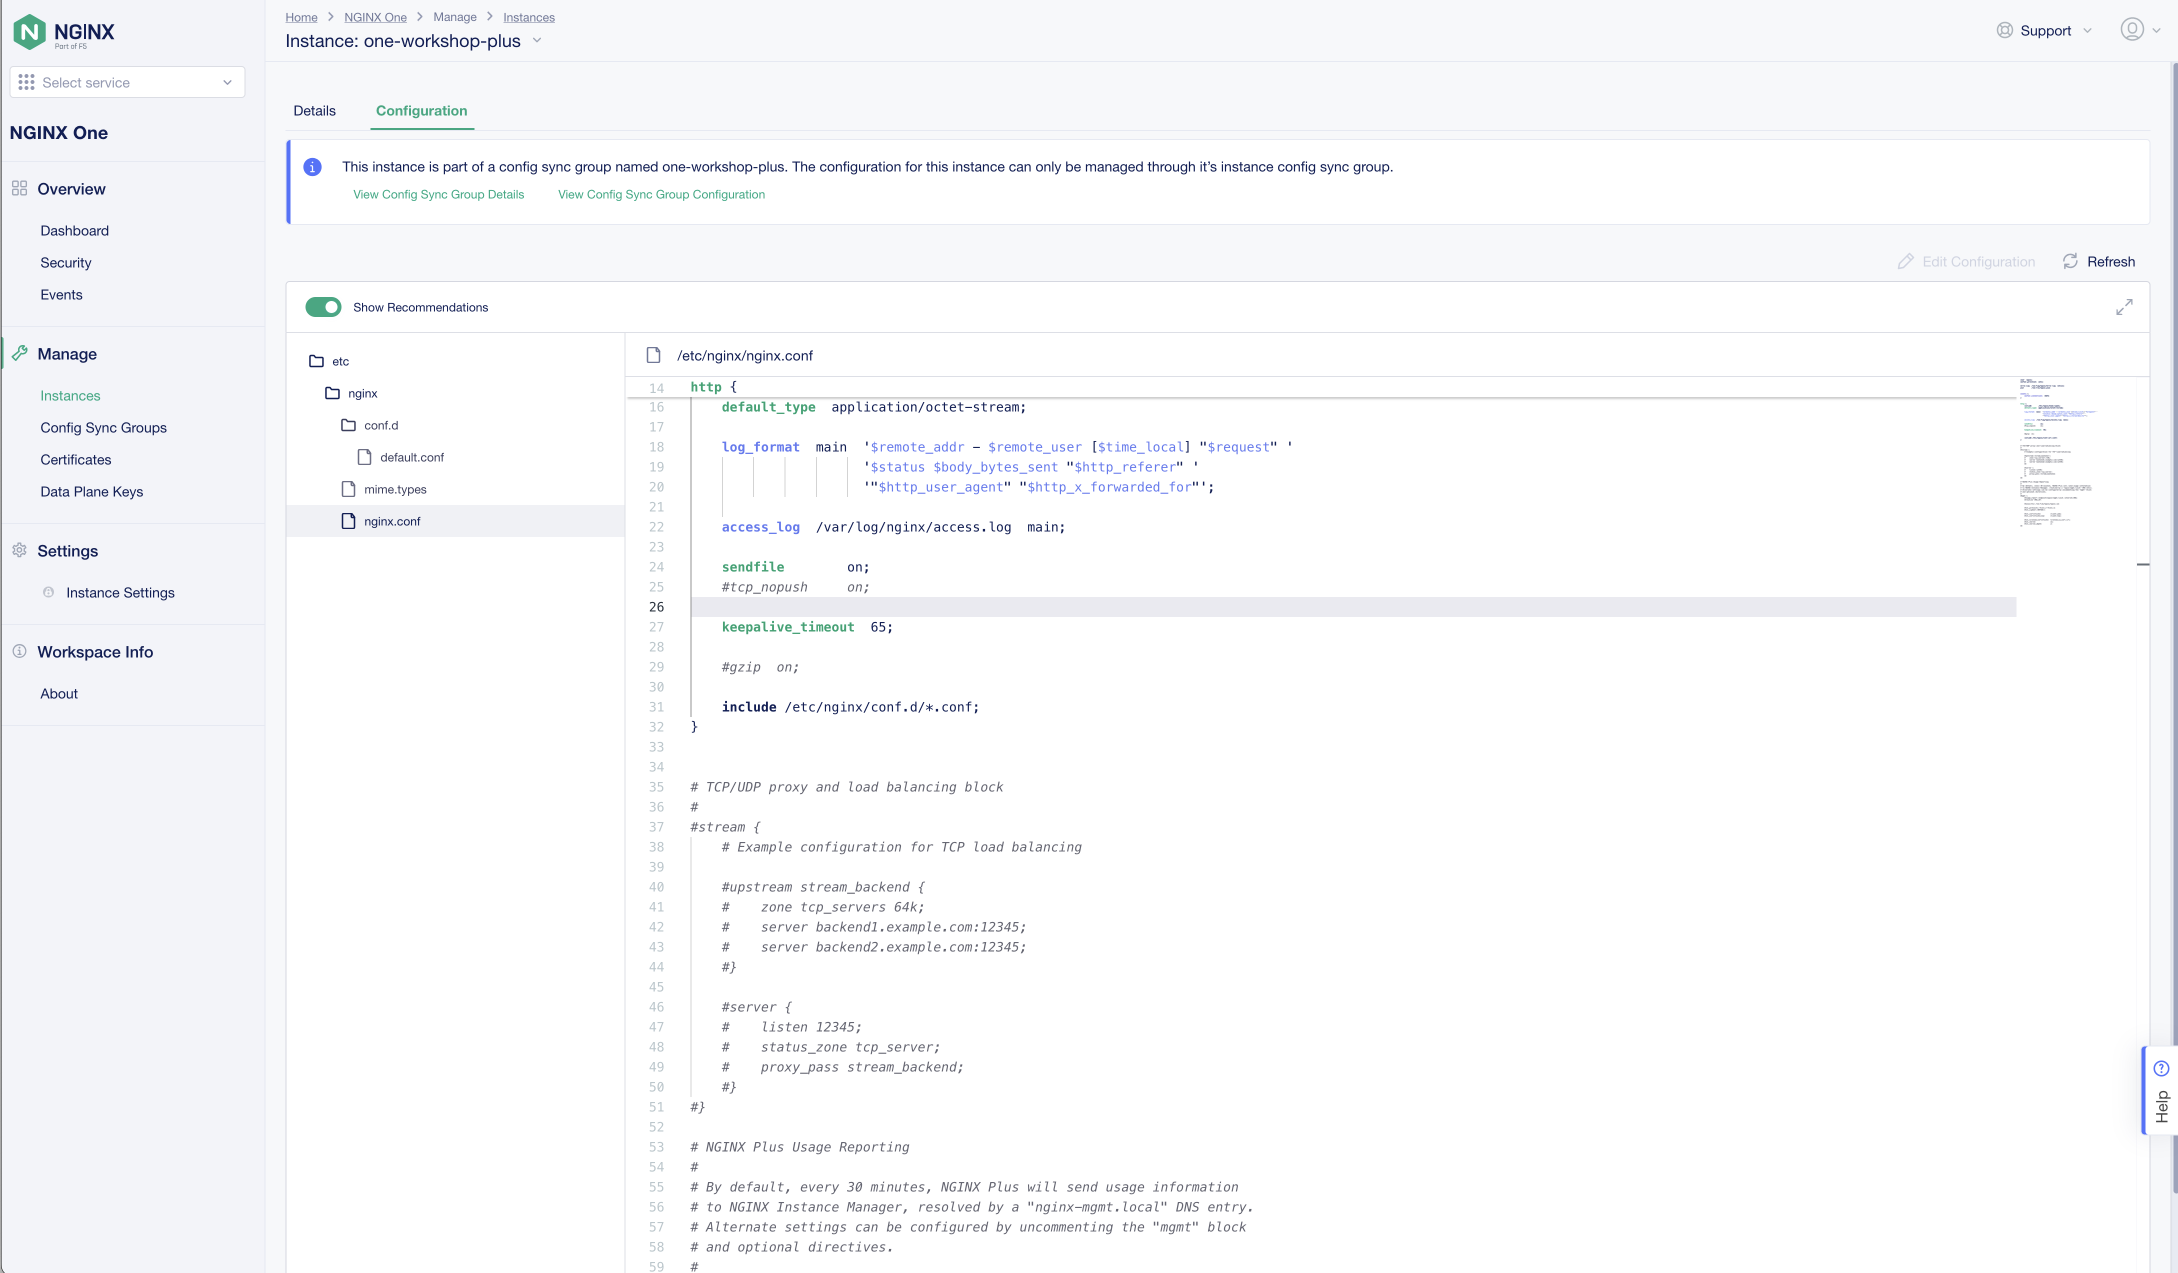 NGINX
Part of F5
Select service
NGINX One
Overview
Dashboard
Security
Events
Manage
Instances
Config Sync Groups
Certificates
Data Plane Keys
Settings
Instance Settings
Workspace Info
About
Home > NGINX One > Manage > Instances
Instance: one-workshop-plus
Support
Details Configuration
This instance is part of a config sync group named one-workshop-plus. The configuration for this instance can only be managed through it's instance config sync group.
View Config Sync Group Details View Config Sync Group Configuration
Edit Configuration Refresh
Show Recommendations
etc
nginx
conf.d
default.conf
mime.types
nginx.conf
/etc/nginx/nginx.conf
14 http {
16 default_type  application/octet-stream;
17
18 log_format  main  '$remote_addr - $remote_user [$time_local] "$request" '
19 '$status $body_bytes_sent "$http_referer" '
20 '"$http_user_agent" "$http_x_forwarded_for"';
21
22 access_log  /var/log/nginx/access.log  main;
23
24 sendfile        on;
25 #tcp_nopush     on;
26
27 keepalive_timeout  65;
28
29 #gzip  on;
30
31 include /etc/nginx/conf.d/*.conf;
32 }
33
34
35 # TCP/UDP proxy and load balancing block
36 #
37 #stream {
38 # Example configuration for TCP load balancing
39
40 #upstream stream_backend {
41 #    zone tcp_servers 64k;
42 #    server backend1.example.com:12345;
43 #    server backend2.example.com:12345;
44 #}
45
46 #server {
47 #    listen 12345;
48 #    status_zone tcp_server;
49 #    proxy_pass stream_backend;
50 #}
51 #}
52
53 # NGINX Plus Usage Reporting
54 #
55 # By default, every 30 minutes, NGINX Plus will send usage information
56 # to NGINX Instance Manager, resolved by a "nginx-mgmt.local" DNS entry.
57 # Alternate settings can be configured by uncommenting the "mgmt" block
58 # and optional directives.
59 #
Help